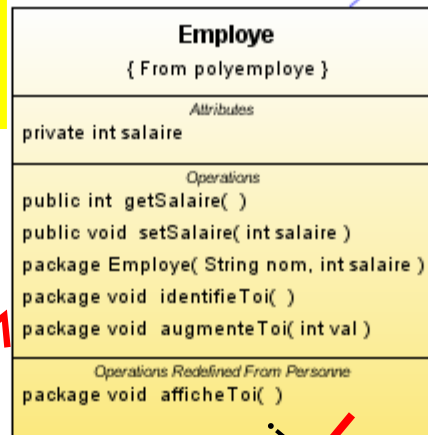 Employe
{ From polyemploye }
Attributes
private int salaire
Operations
public int getSalaire( )
public void setSalaire( int salaire )
package Employe( String nom, int salaire )
package void identifieToi( )
package void augmenteToi( int val )
Operations Redefined From Personne
package void afficheToi( )